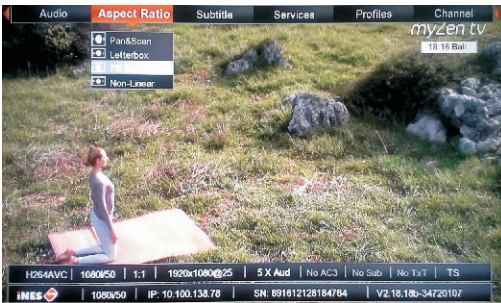 Audio Aspect Ratio Subtitle Services Profiles Channel
myZen tv
Pan&Scan
18:16 Bali
Letterbox
Non-Linear
H264AVC 1080i/50 1:1 1920x1080@25 5 X Aud No AC3 No Sub No TxT TS
iNES 1080i/50 IP: 10.100.138.78 SN: 691612128184764 V2.18.18b-34720107